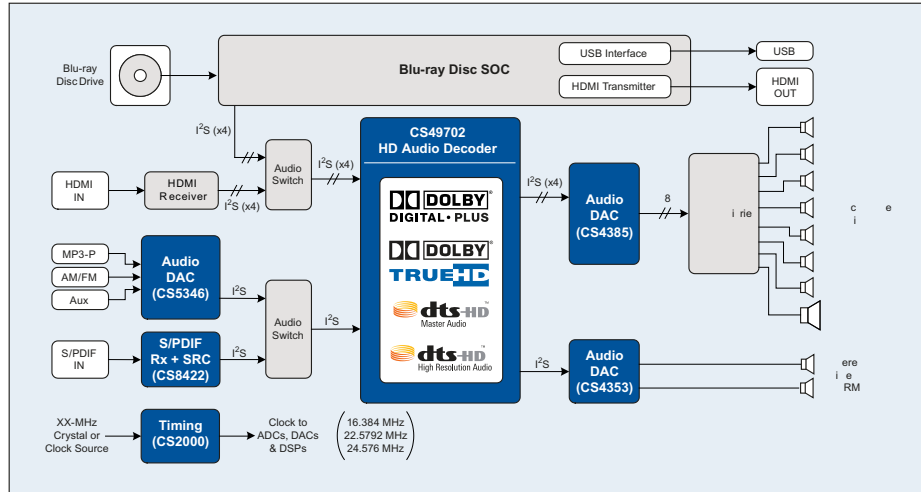 USB Interface
USB
Blu-ray
Disc Drive
Blu-ray Disc SOC
HDMI Transmitter
HDMI
OUT
I²S (x4)
CS49702
HD Audio Decoder
Audio
Switch
I²S (x4)
HDMI
IN
HDMI
Receiver
I²S (x4)
DOLBY®
DIGITAL·PLUS
I²S (x4)
Audio
DAC
(CS4385)
8
MP3-P
AM/FM
Aux
Audio
DAC
(CS5346)
I²S
DOLBY®
TRUEHD
Audio
Switch
I²S
dts-HD™
Master Audio
S/PDIF
IN
S/PDIF
Rx + SRC
(CS8422)
I²S
dts-HD™
High Resolution Audio
I²S
Audio
DAC
(CS4353)
XX-MHz
Crystal or
Clock Source
Timing
(CS2000)
Clock to
ADCs, DACs
& DSPs
16.384 MHz
22.5792 MHz
24.576 MHz